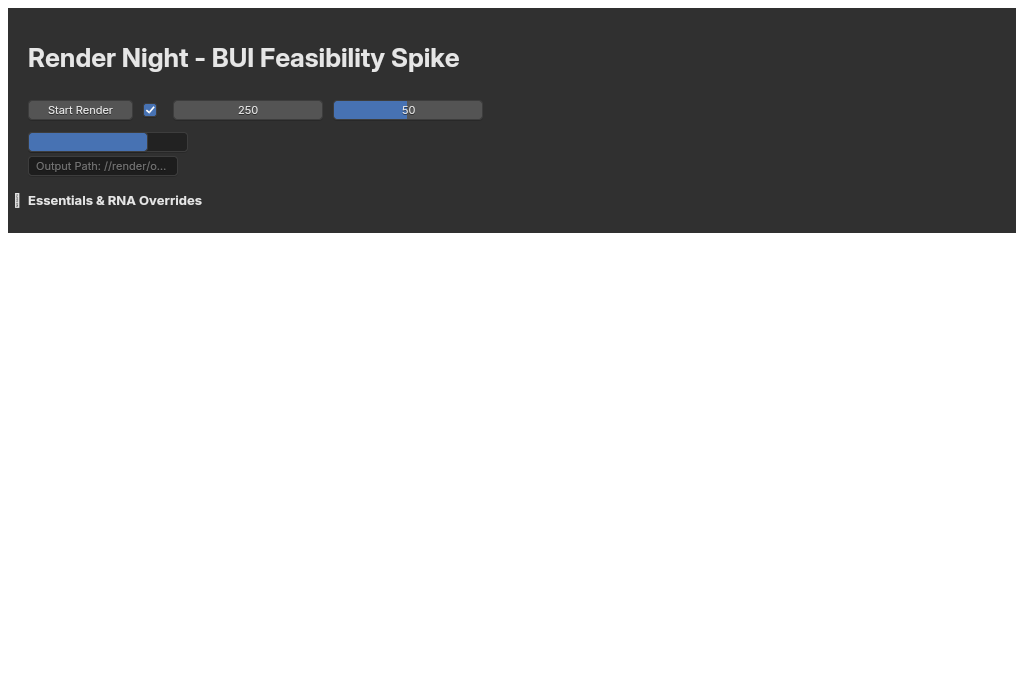 Render Night - BUI Feasibility Spike
Start Render 250 50
Output Path: //render/o...
Essentials & RNA Overrides